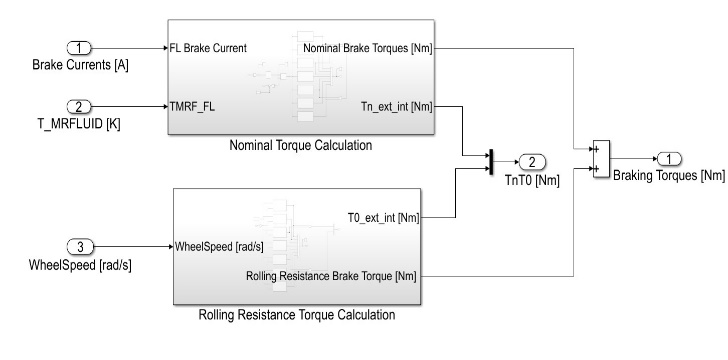 1
Brake Currents [A]
2
T_MRFLUID [K]
FL Brake Current
Nominal Brake Torques [Nm]
TMRF_FL
Tn_ext_int [Nm]
Nominal Torque Calculation
2
TnT0 [Nm]
+
+
1
Braking Torques [Nm]
3
WheelSpeed [rad/s]
T0_ext_int [Nm]
WheelSpeed [rad/s]
Rolling Resistance Brake Torque [Nm]
Rolling Resistance Torque Calculation